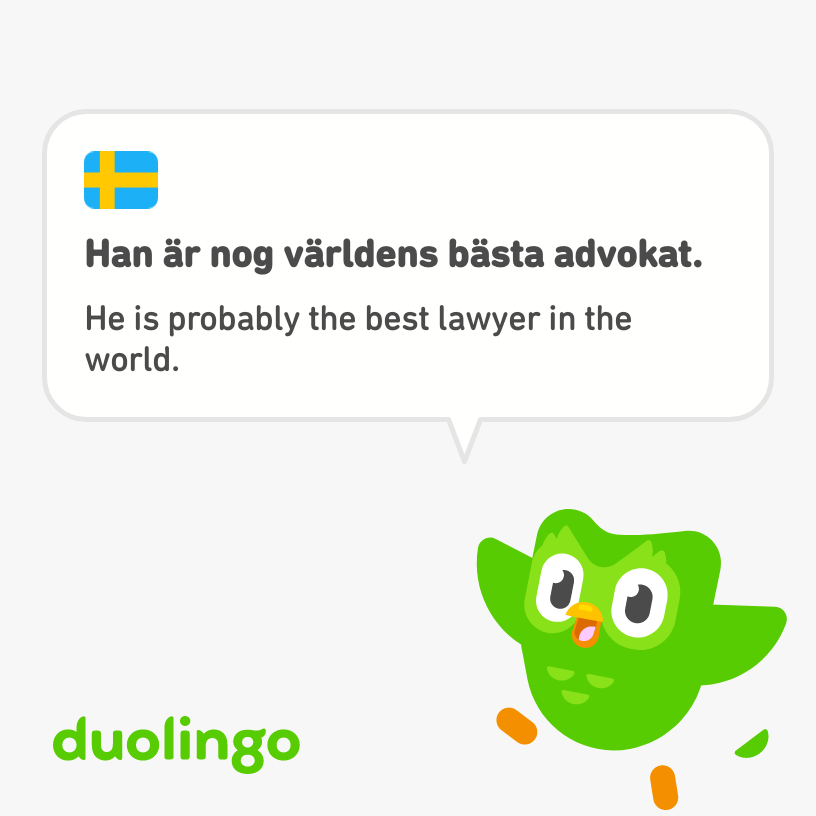 Han är nog världens bästa advokat.
He is probably the best lawyer in the
world.
duolingo